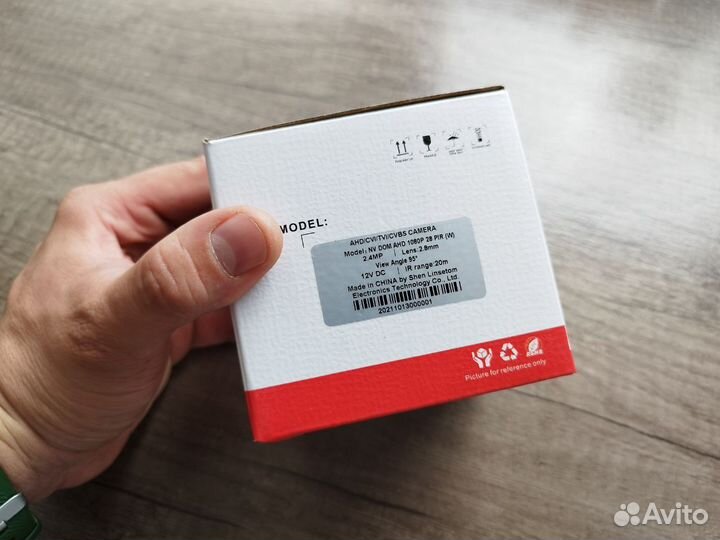 MODEL:
AHD/CVI/TVI/CVBS CAMERA
Model: NV DOM AHD 1080P 28 PIR (W)
2.4MP Lens:2.8mm
View Angle 95°
12V DC IR range:20m
Made in CHINA by Shen Linsetom
Electronics Technology Co., Ltd.
20211013000001
Picture for reference only
Avito